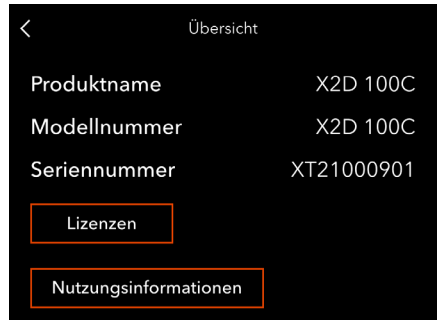 Übersicht
Produktname X2D 100C
Modellnummer X2D 100C
Seriennummer XT21000901
Lizenzen
Nutzungsinformationen